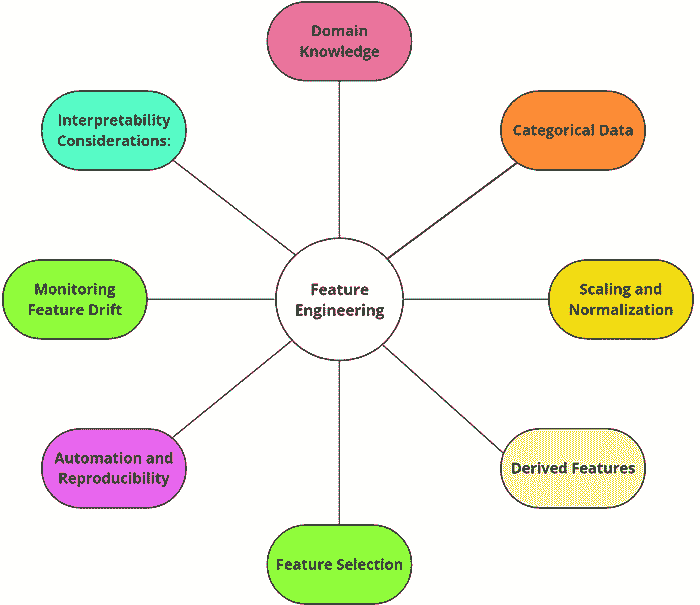 Domain
Knowledge
Interpretability
Considerations:
Categorical Data
Monitoring
Feature Drift
Feature
Engineering
Scaling and
Normalization
Automation and
Reproducibility
Derived Features
Feature Selection